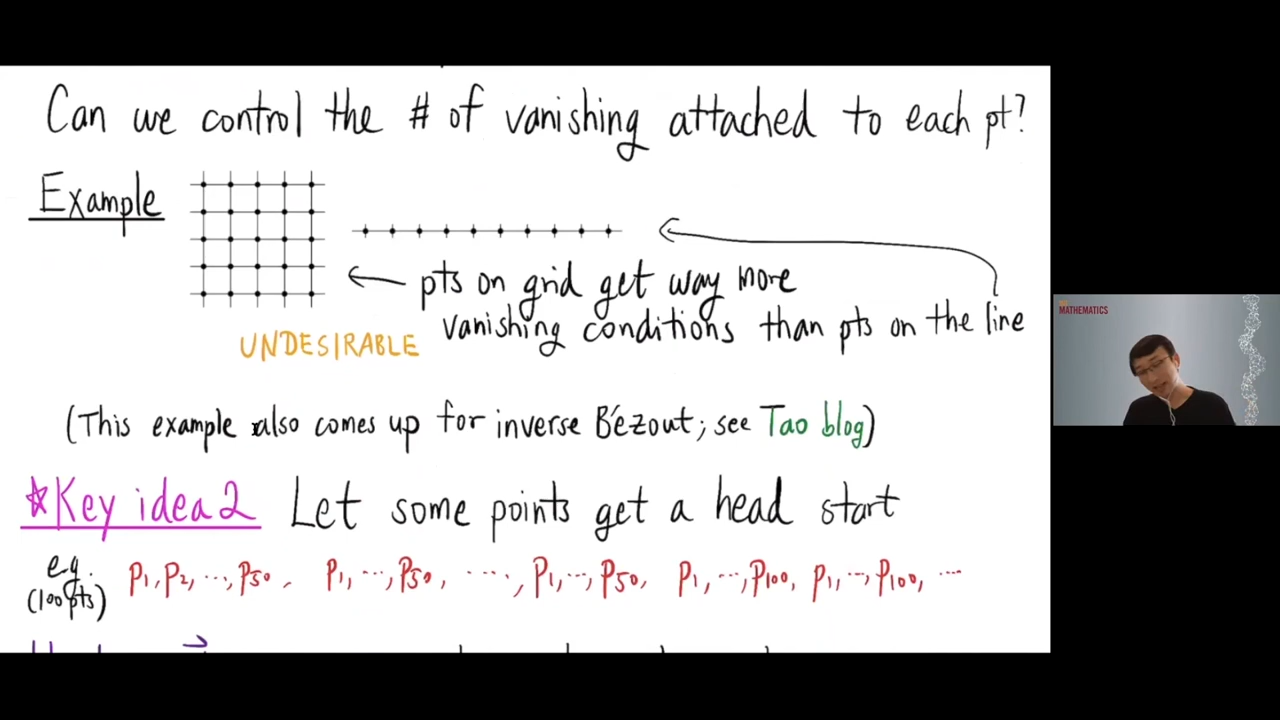 Can we control the # of vanishing attached to each pt?
Example
pts on grid get way more
vanishing conditions than pts on the line
UNDESIRABLE
(This example also comes up for inverse Bézout; see Tao blog)
☆Key idea 2 Let some points get a head start
e.g. p1, p2, ..., p50, p1, ..., p50, ...., p1, ..., p50, p1, ..., p100, p1, ..., p100, ...
(100pts)
MATHEMATICS